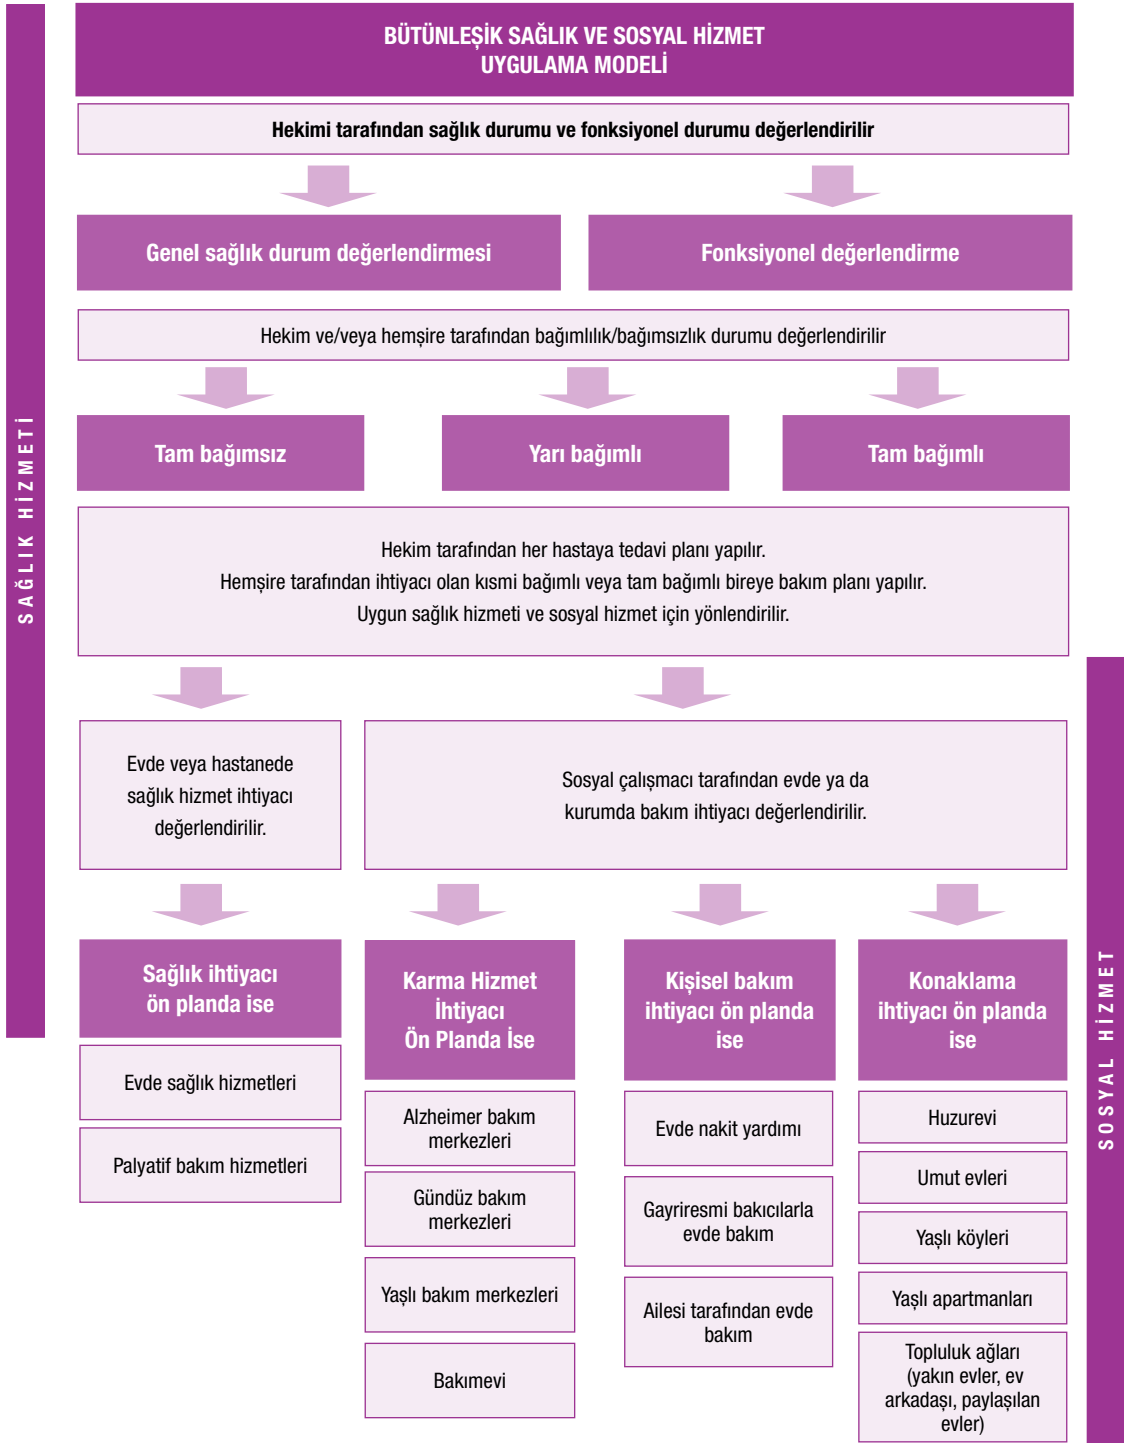 BÜTÜNLEŞİK SAĞLIK VE SOSYAL HİZMET
UYGULAMA MODELİ
Hekimi tarafından sağlık durumu ve fonksiyonel durumu değerlendirilir
Genel sağlık durum değerlendirmesi
Fonksiyonel değerlendirme
Hekim ve/veya hemşire tarafından bağımlılık/bağımsızlık durumu değerlendirilir
Tam bağımsız
Yarı bağımlı
Tam bağımlı
Hekim tarafından her hastaya tedavi planı yapılır.
Hemşire tarafından ihtiyacı olan kısmi bağımlı veya tam bağımlı bireye bakım planı yapılır.
Uygun sağlık hizmeti ve sosyal hizmet için yönlendirilir.
SAĞLIK HİZMETİ
Evde veya hastanede
sağlık hizmet ihtiyacı
değerlendirilir.
Sosyal çalışmacı tarafından evde ya da
kurumda bakım ihtiyacı değerlendirilir.
Sağlık ihtiyacı
ön planda ise
Evde sağlık hizmetleri
Palyatif bakım hizmetleri
Karma Hizmet
İhtiyacı
Ön Planda İse
Alzheimer bakım
merkezleri
Gündüz bakım
merkezleri
Yaşlı bakım merkezleri
Bakımevi
Kişisel bakım
ihtiyacı ön planda
ise
Evde nakit yardımı
Gayriresmi bakıcılarla
evde bakım
Ailesi tarafından evde
bakım
Konaklama
ihtiyacı ön planda
ise
Huzurevi
Umut evleri
Yaşlı köyleri
Yaşlı apartmanları
Topluluk ağları
(yakın evler, ev
arkadaşı, paylaşılan
evler)
SOSYAL HİZMET